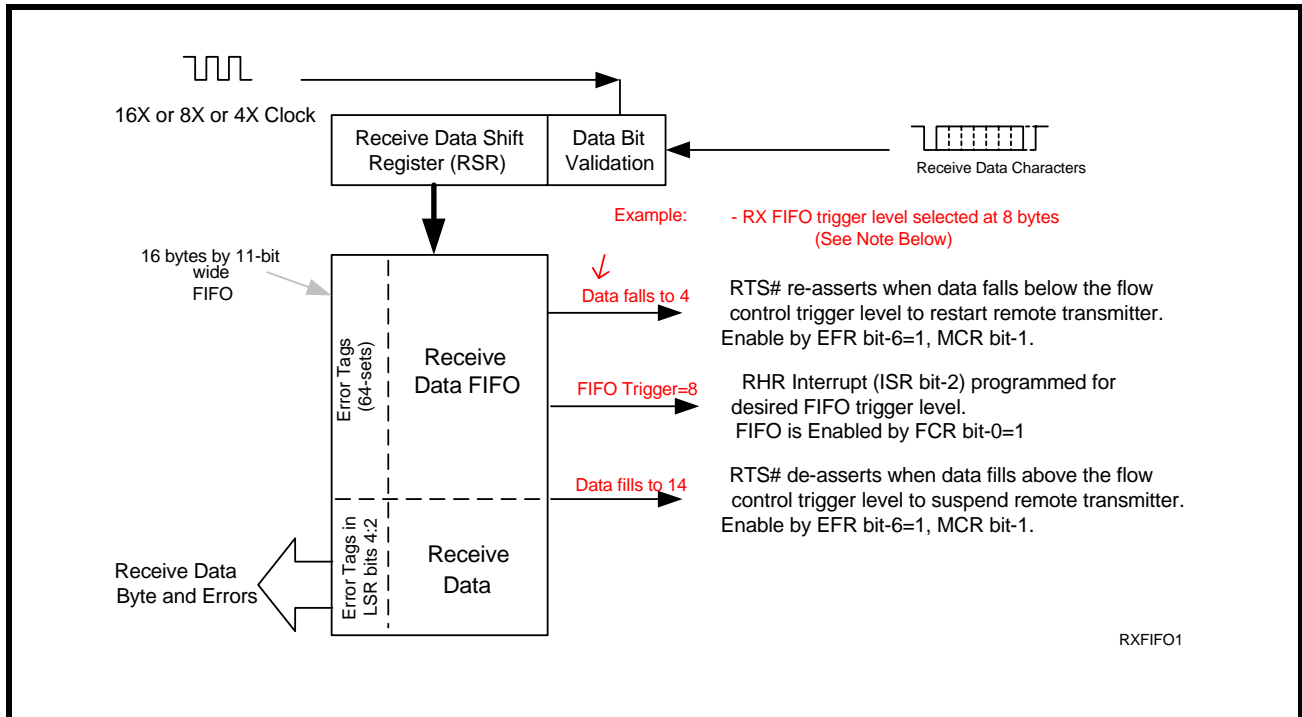 16X or 8X or 4X Clock
Receive Data Shift
Register (RSR)
Data Bit
Validation
Receive Data Characters
Example:
- RX FIFO trigger level selected at 8 bytes
(See Note Below)
16 bytes by 11-bit
wide
FIFO
Error Tags
(64-sets)
Receive
Data FIFO
Data falls to 4
RTS# re-asserts when data falls below the flow
control trigger level to restart remote transmitter.
Enable by EFR bit-6=1, MCR bit-1.
FIFO Trigger=8
RHR Interrupt (ISR bit-2) programmed for
desired FIFO trigger level.
FIFO is Enabled by FCR bit-0=1
Data fills to 14
RTS# de-asserts when data fills above the flow
control trigger level to suspend remote transmitter.
Enable by EFR bit-6=1, MCR bit-1.
Error Tags in
LSR bits 4:2
Receive
Data
Receive Data
Byte and Errors
RXFIFO1